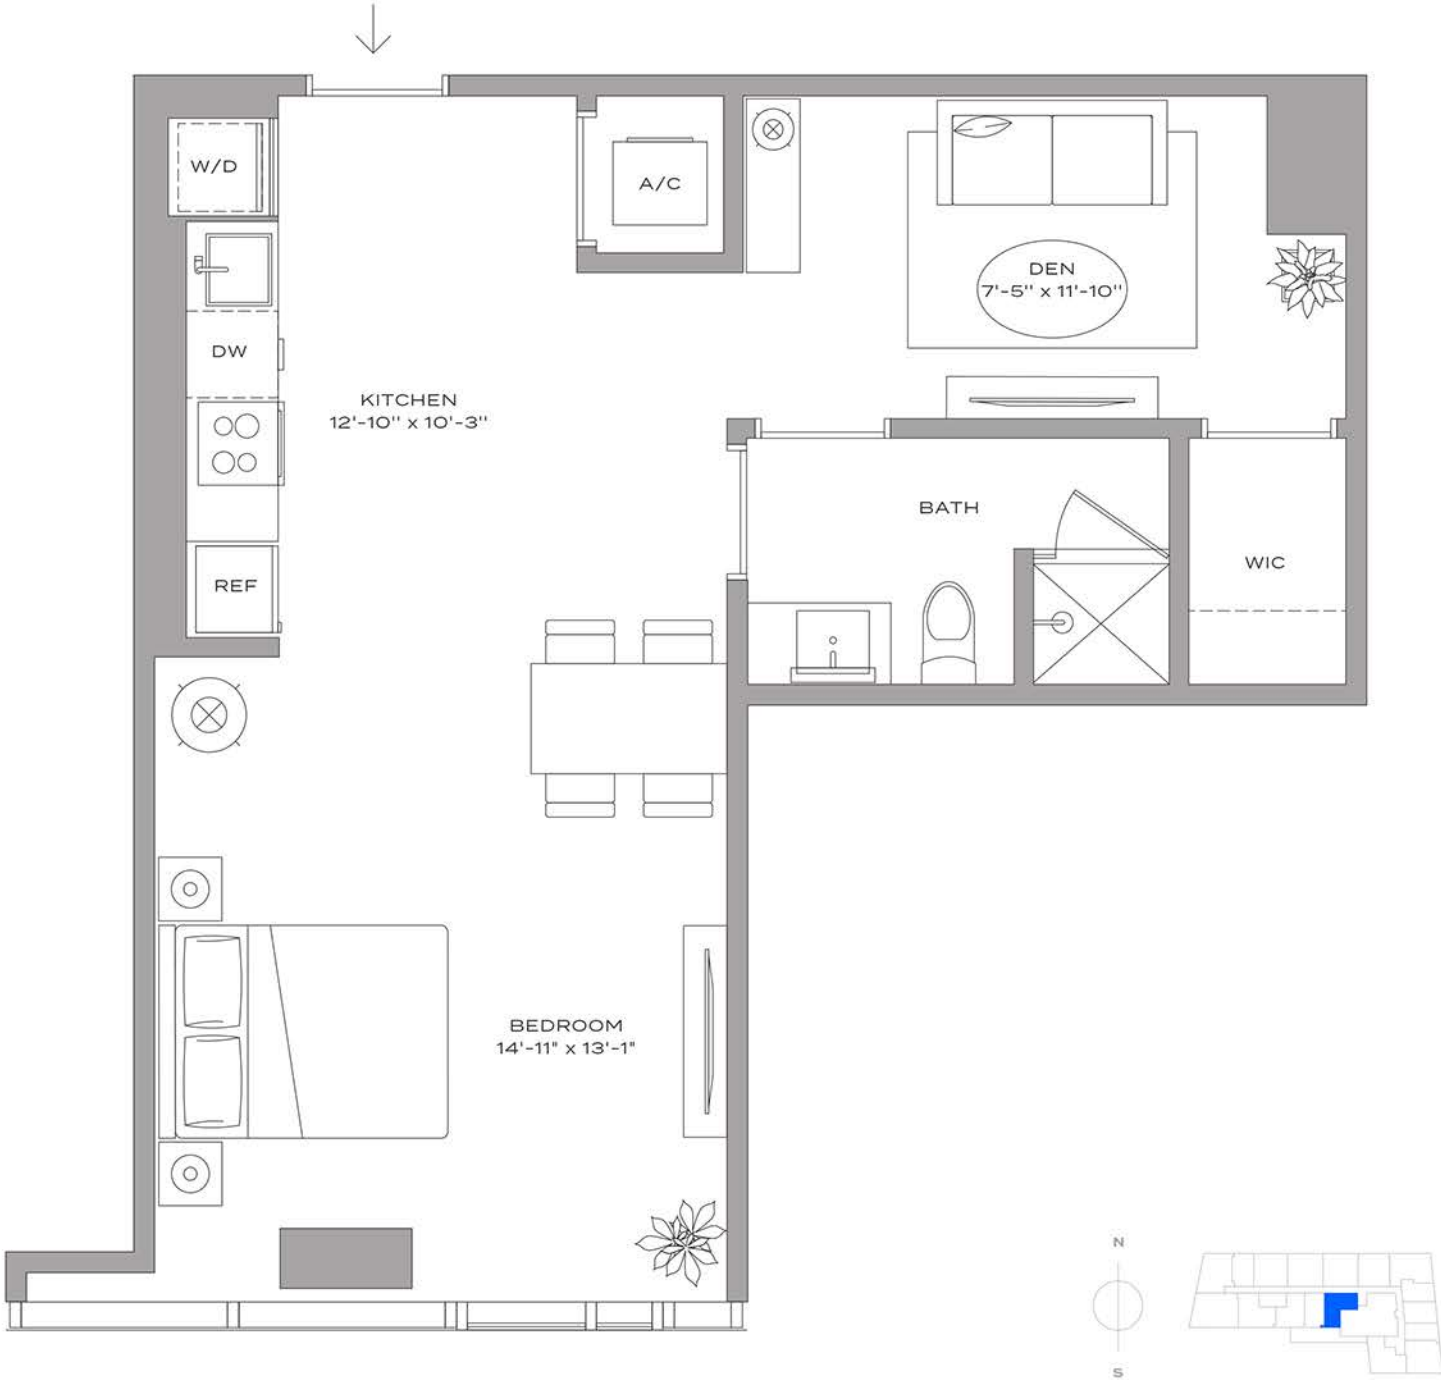 W/D
A/C
DEN
7'-5'' x 11'-10''
DW
KITCHEN
12'-10'' x 10'-3''
BATH
WIC
REF
BEDROOM
14'-11" x 13'-1"
N
S